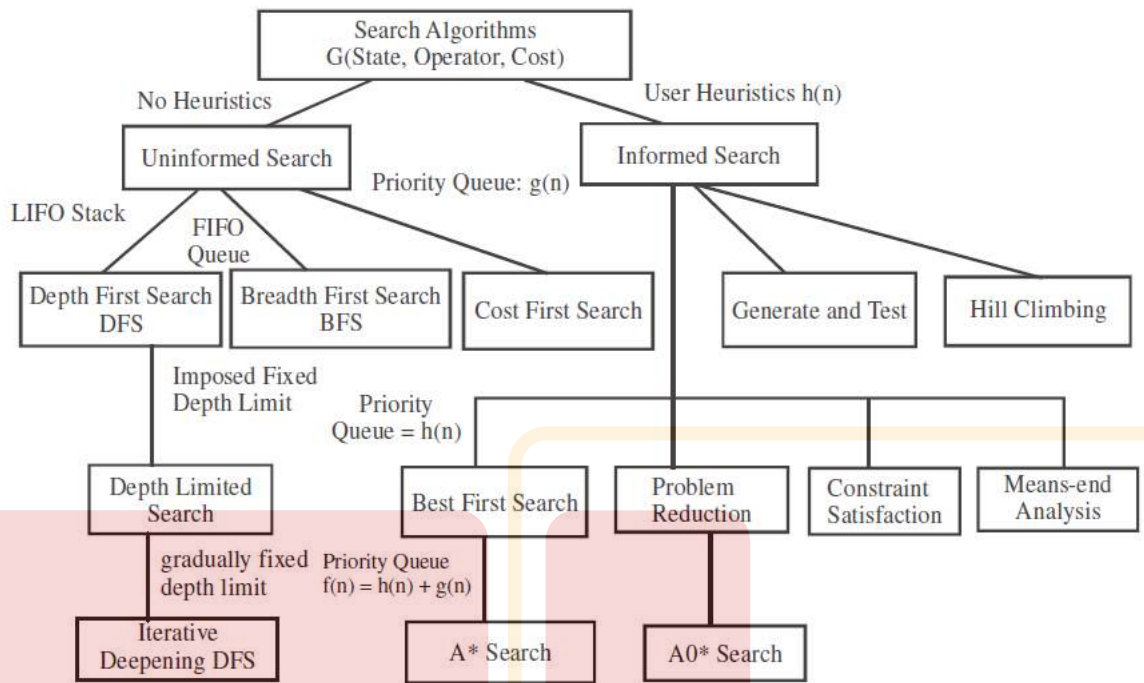 Search Algorithms
G(State, Operator, Cost)
No Heuristics
User Heuristics h(n)
Uninformed Search
Informed Search
Priority Queue: g(n)
LIFO Stack
FIFO
Queue
Depth First Search
DFS
Breadth First Search
BFS
Cost First Search
Generate and Test
Hill Climbing
Imposed Fixed
Depth Limit
Priority
Queue = h(n)
Depth Limited
Search
Best First Search
Problem
Reduction
Constraint
Satisfaction
Means-end
Analysis
gradually fixed
depth limit
Priority Queue
f(n) = h(n) + g(n)
Iterative
Deepening DFS
A* Search
A0* Search